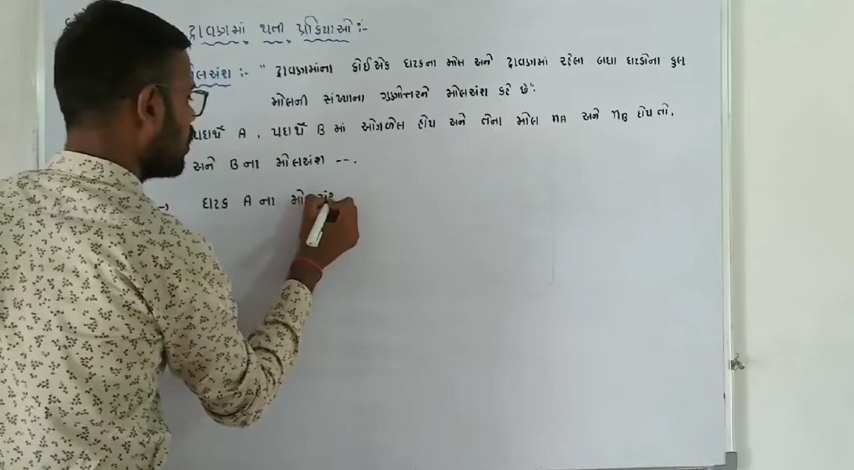 દ્રાવણમાં થતી પ્રક્રિયાઓ :-
મોલઅંશ :- "દ્રાવણમાંના કોઈએક ઘટકના મોલ અને દ્રાવણમાં રહેલા બધા ઘટકોના કુલ
મોલની સંખ્યાના ગુણોત્તરને મોલઅંશ કહે છે".
પદાર્થ A, પદાર્થ B માં ઓગળેલ હોય અને તેના મોલ nA અને nB હોય તો,
અને B ના મોલઅંશ --.
ઘટક A ના મોલઅંશ